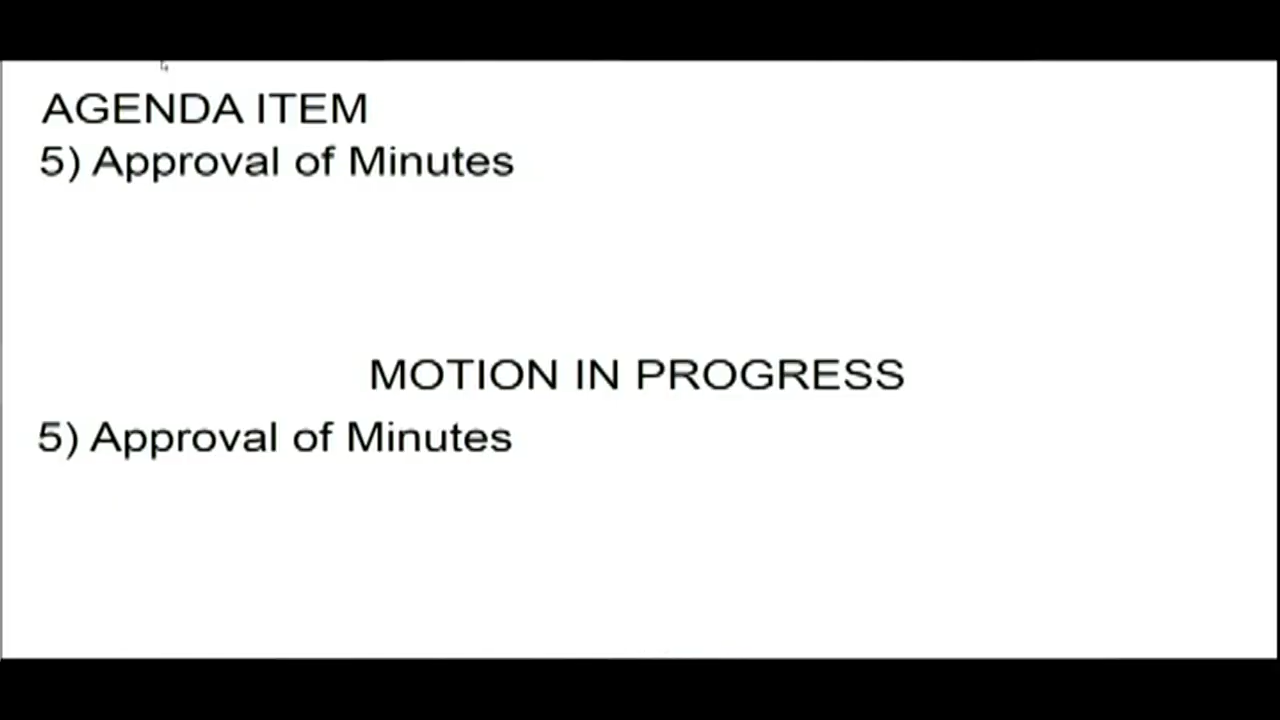 AGENDA ITEM
5) Approval of Minutes
MOTION IN PROGRESS
5) Approval of Minutes